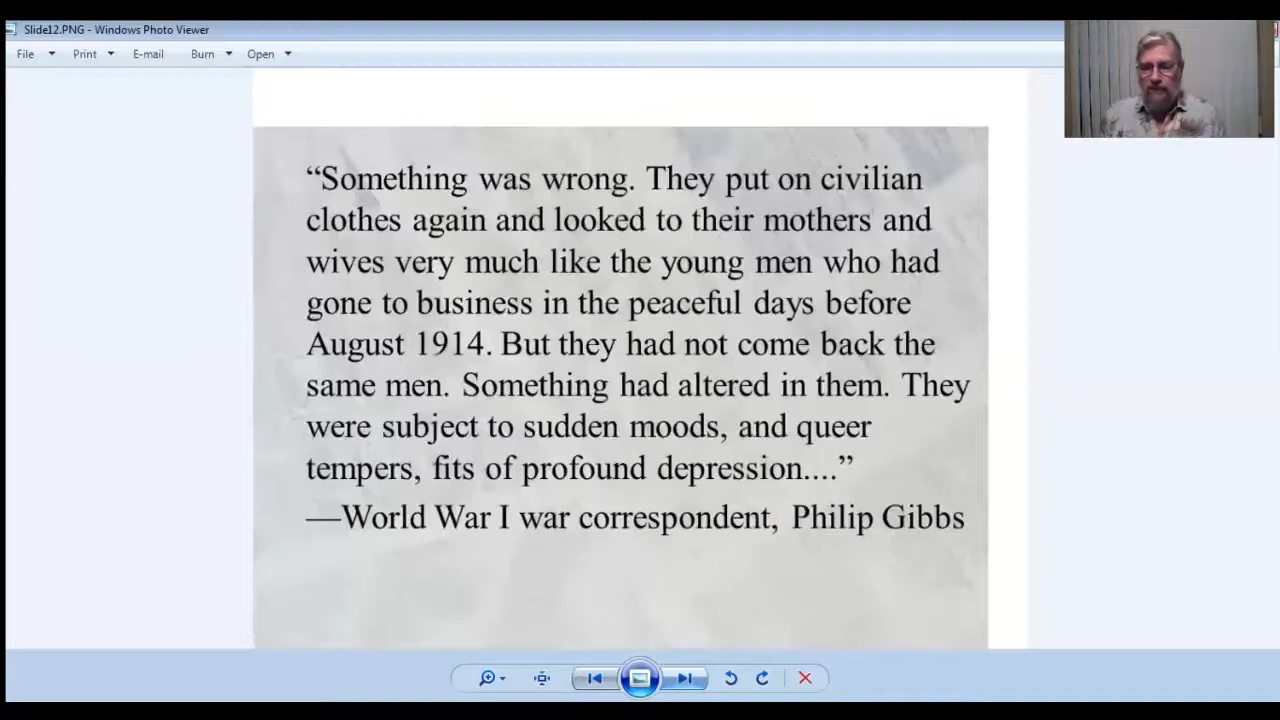 Slide12.PNG - Windows Photo Viewer
File Print E-mail Burn Open
“Something was wrong. They put on civilian
clothes again and looked to their mothers and
wives very much like the young men who had
gone to business in the peaceful days before
August 1914. But they had not come back the
same men. Something had altered in them. They
were subject to sudden moods, and queer
tempers, fits of profound depression....”
—World War I war correspondent, Philip Gibbs